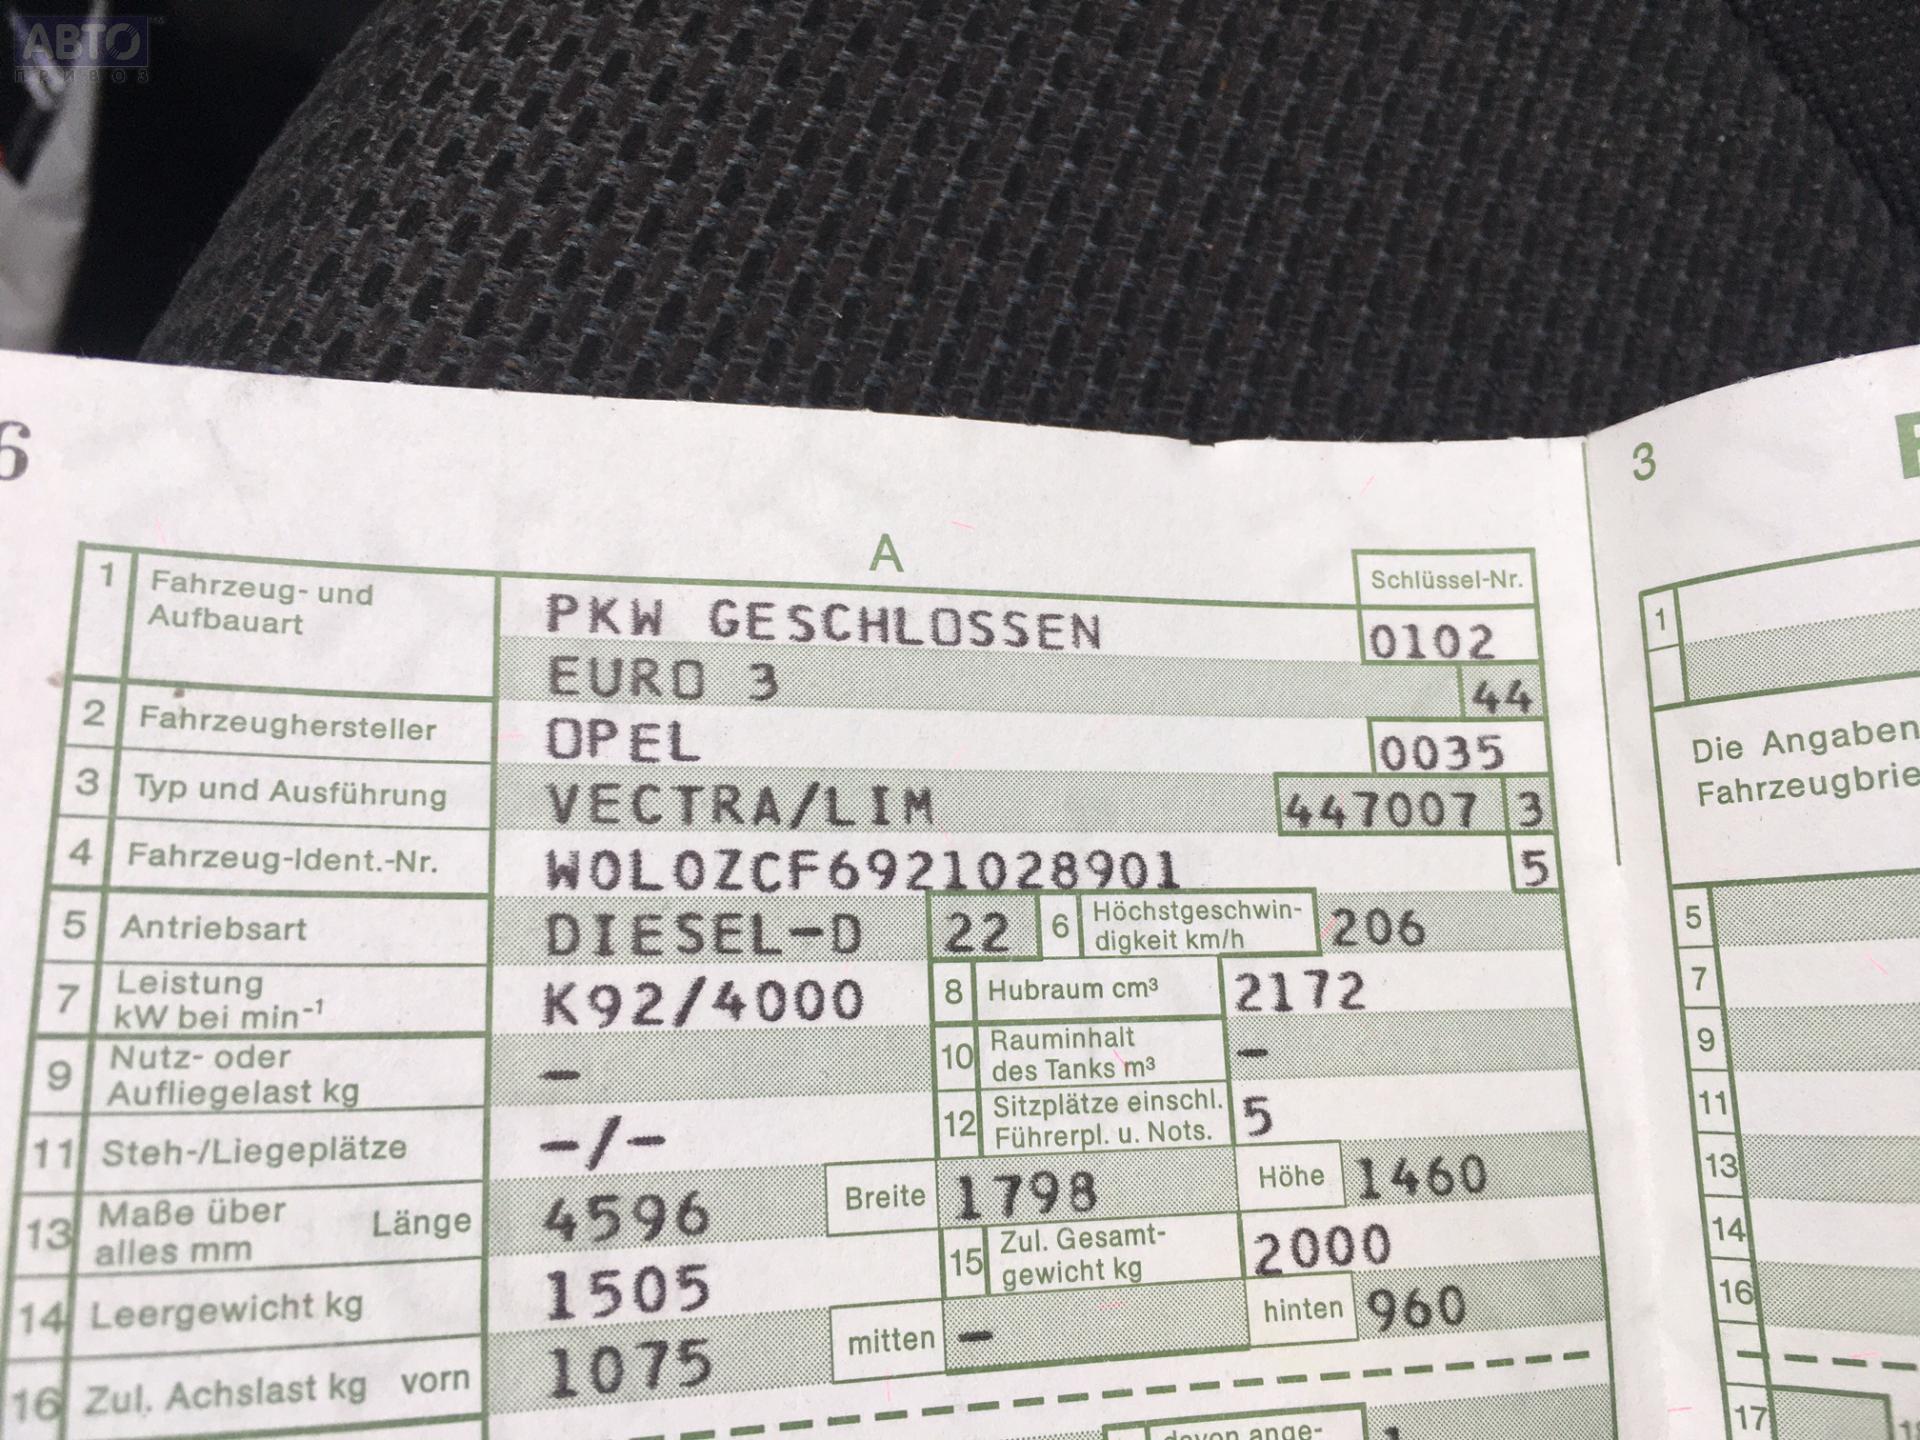 АВТО
ПРИВОЗ
6
3
A
Schlüssel-Nr.
1 Fahrzeug- und Aufbauart PKW GESCHLOSSEN 0102
EURO 3 44
2 Fahrzeughersteller OPEL 0035
3 Typ und Ausführung VECTRA/LIM 447007 3
4 Fahrzeug-Ident.-Nr. W0L0ZCF6921028901 5
5 Antriebsart DIESEL-D 22 6 Höchstgeschwin-
digkeit km/h 206
7 Leistung
kW bei min-1 K92/4000 8 Hubraum cm³ 2172
9 Nutz- oder
Aufliegelast kg – 10 Rauminhalt
des Tanks m³ –
11 Steh-/Liegeplätze –/– 12 Sitzplätze einschl.
Führerpl. u. Nots. 5
13 Maße über
alles mm Länge 4596 Breite 1798 Höhe 1460
14 Leergewicht kg 1505 15 Zul. Gesamt-
gewicht kg 2000
16 Zul. Achslast kg vorn 1075 mitten – hinten 960
davon ange-
1
Die Angaben
5
7
9
11
13
14
16
17